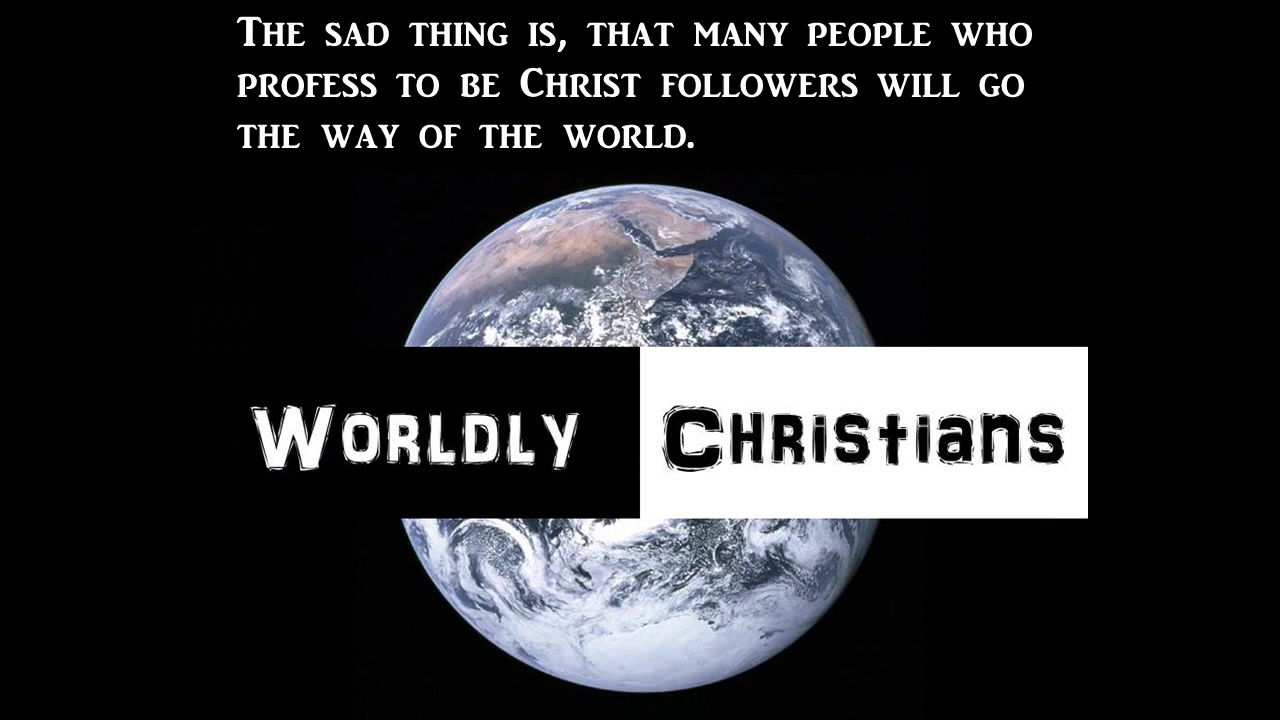 The sad thing is, that many people who
profess to be Christ followers will go
the way of the world.
Worldly Christians